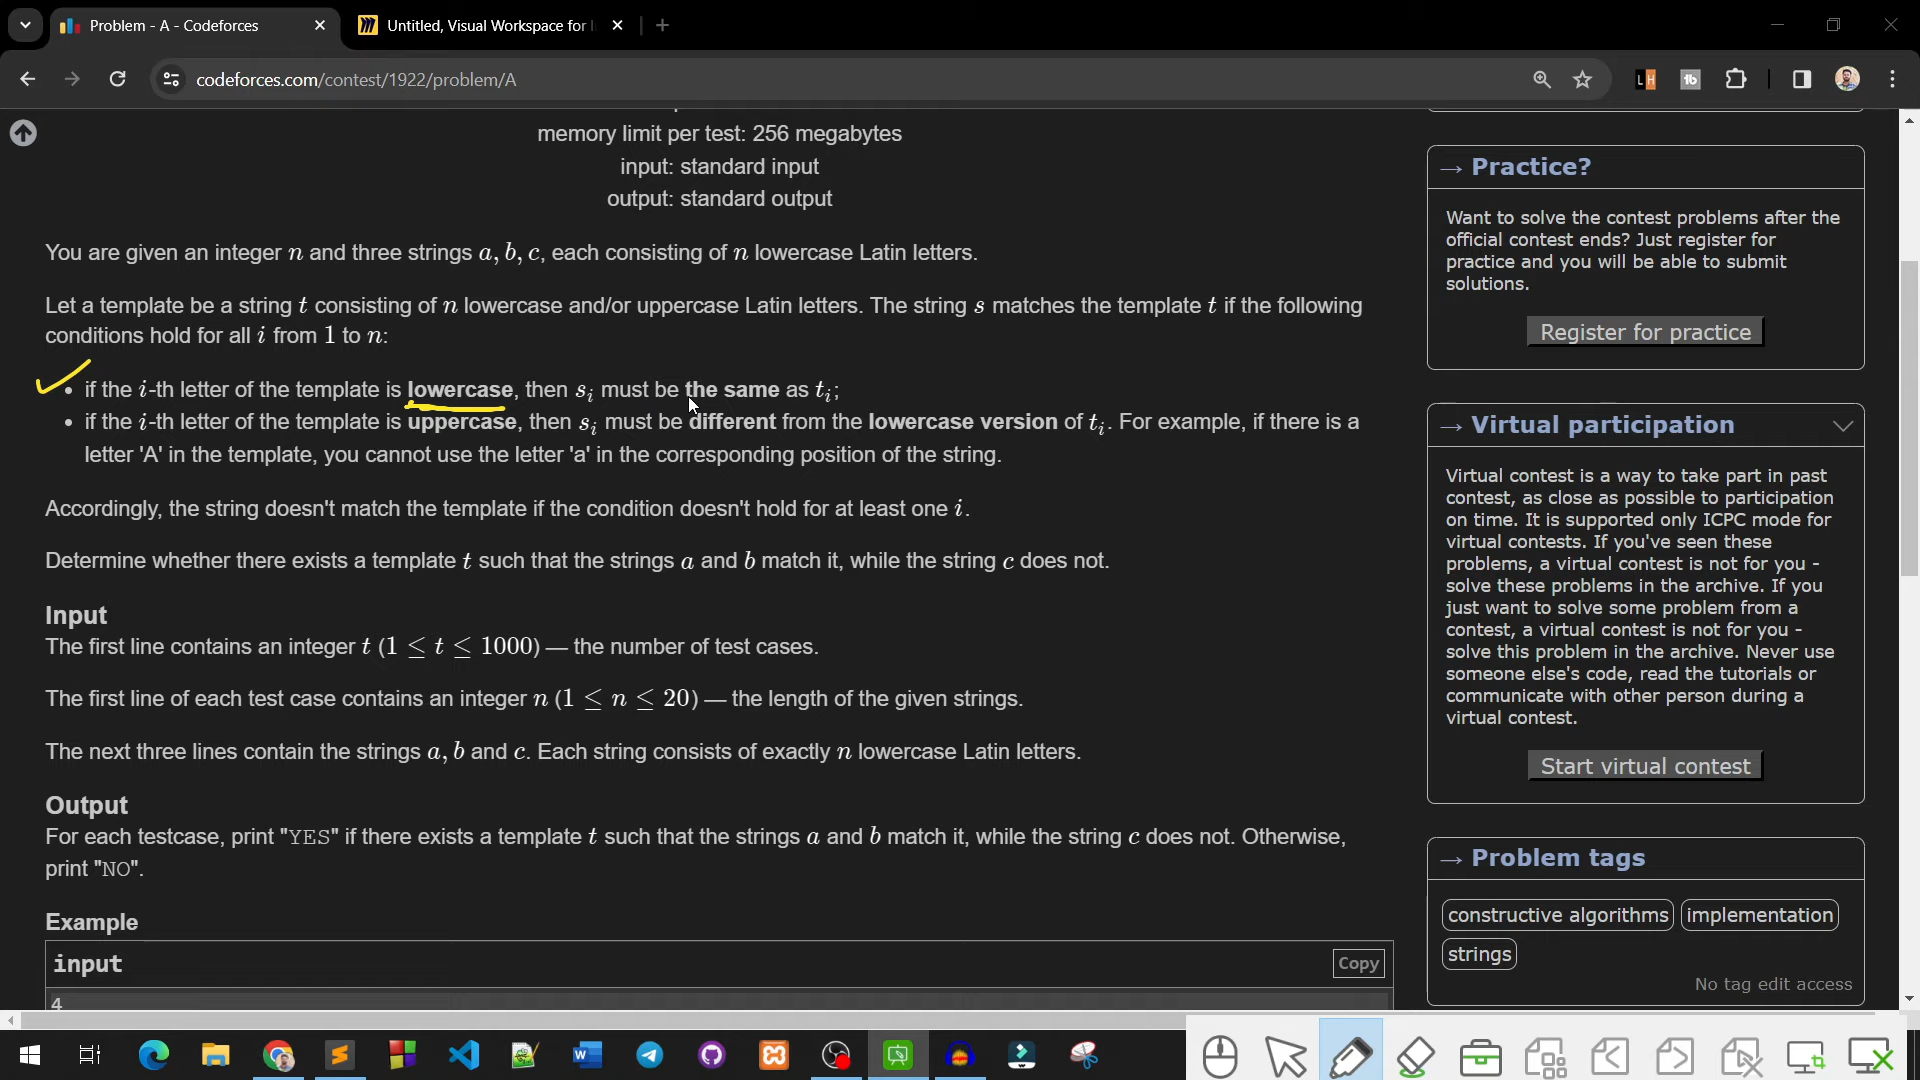 Problem - A - Codeforces
Untitled, Visual Workspace for
codeforces.com/contest/1922/problem/A
memory limit per test: 256 megabytes
input: standard input
output: standard output
You are given an integer n and three strings a, b, c, each consisting of n lowercase Latin letters.
Let a template be a string t consisting of n lowercase and/or uppercase Latin letters. The string s matches the template t if the following
conditions hold for all i from 1 to n:
• if the i-th letter of the template is lowercase, then s_i must be the same as t_i;
• if the i-th letter of the template is uppercase, then s_i must be different from the lowercase version of t_i. For example, if there is a
letter 'A' in the template, you cannot use the letter 'a' in the corresponding position of the string.
Accordingly, the string doesn't match the template if the condition doesn't hold for at least one i.
Determine whether there exists a template t such that the strings a and b match it, while the string c does not.
Input
The first line contains an integer t (1 ≤ t ≤ 1000) — the number of test cases.
The first line of each test case contains an integer n (1 ≤ n ≤ 20) — the length of the given strings.
The next three lines contain the strings a, b and c. Each string consists of exactly n lowercase Latin letters.
Output
For each testcase, print "YES" if there exists a template t such that the strings a and b match it, while the string c does not. Otherwise,
print "NO".
Example
input
Copy
4
→ Practice?
Want to solve the contest problems after the
official contest ends? Just register for
practice and you will be able to submit
solutions.
Register for practice
→ Virtual participation
Virtual contest is a way to take part in past
contest, as close as possible to participation
on time. It is supported only ICPC mode for
virtual contests. If you've seen these
problems, a virtual contest is not for you -
solve these problems in the archive. If you
just want to solve some problem from a
contest, a virtual contest is not for you -
solve this problem in the archive. Never use
someone else's code, read the tutorials or
communicate with other person during a
virtual contest.
Start virtual contest
→ Problem tags
constructive algorithms
implementation
strings
No tag edit access